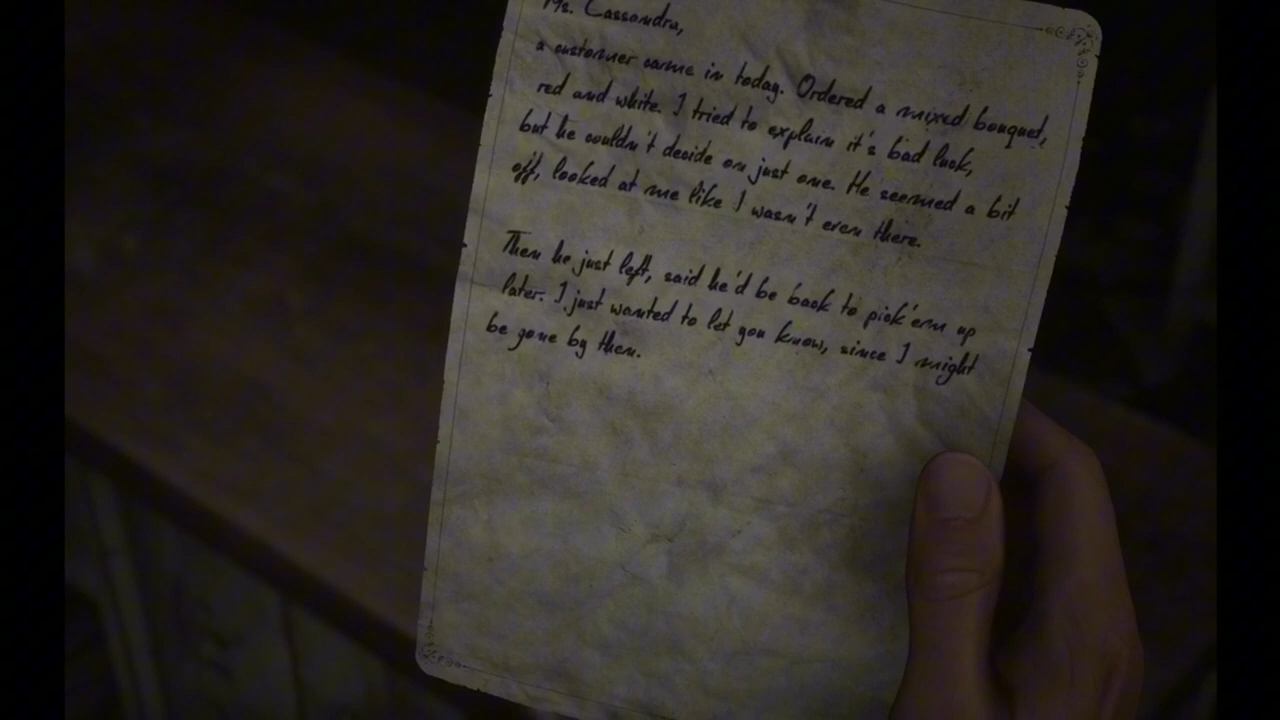 Ms. Cassandra,
a customer came in today. Ordered a mixed bouquet,
red and white. I tried to explain it's bad luck,
but he couldn't decide on just one. He seemed a bit
off, looked at me like I wasn't even there.
Then he just left, said he'd be back to pick'em up
later. I just wanted to let you know, since I might
be gone by then.